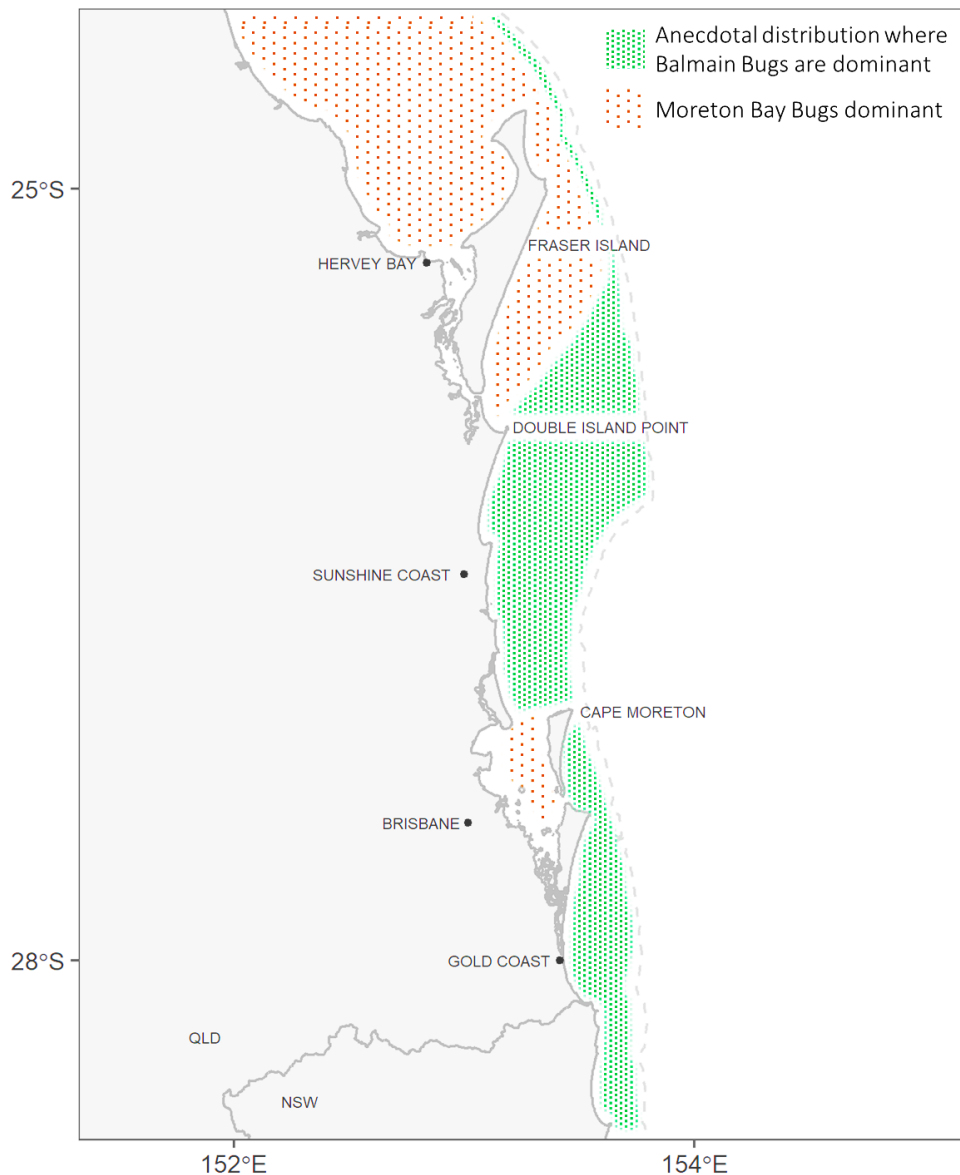 Anecdotal distribution where
Balmain Bugs are dominant
Moreton Bay Bugs dominant
25°S
FRASER ISLAND
HERVEY BAY
DOUBLE ISLAND POINT
SUNSHINE COAST
CAPE MORETON
BRISBANE
28°S
GOLD COAST
QLD
NSW
152°E
154°E